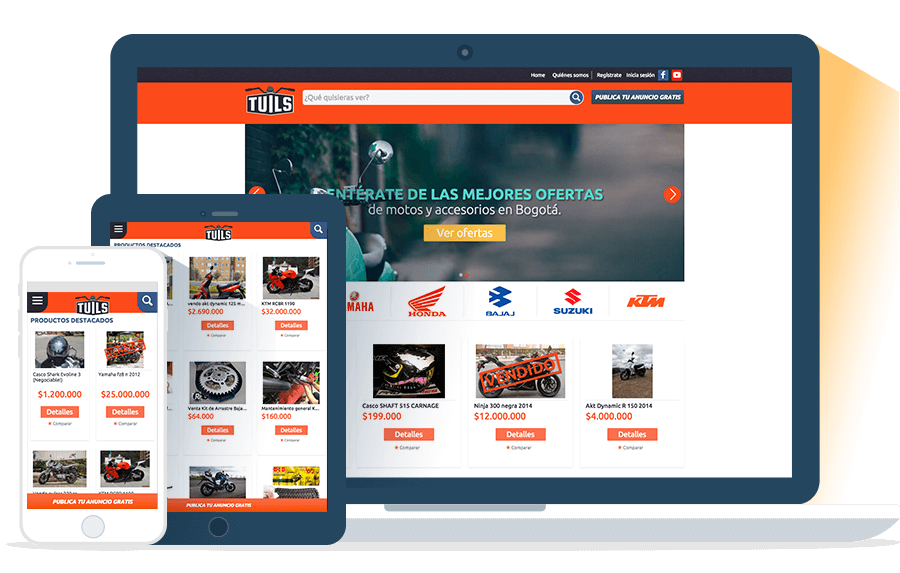 Home Quiénes somos Regístrate Inicia sesión
TUILS
¿Qué quisieras ver?
PUBLICA TU ANUNCIO GRATIS
ENTÉRATE DE LAS MEJORES OFERTAS
de motos y accesorios en Bogotá.
Ver ofertas
MAHA
HONDA
BAJAJ
SUZUKI
KTM
VENDIDO
Casco SHAFT 515 CARNAGE
$199.000
Detalles
Comparar
Ninja 300 negra 2014
$12.000.000
Detalles
Comparar
Akt Dynamic R 150 2014
$4.000.000
Detalles
Comparar
TUILS
PRODUCTOS DESTACADOS
vendo akt dynamic 125 m...
$2.690.000
Detalles
Comparar
KTM RC8R 1190
$32.000.000
Detalles
Comparar
Venta Kit de Arrastre Baja...
$64.000
Detalles
Comparar
Mantenimiento general K...
$160.000
Detalles
Comparar
PUBLICA TU ANUNCIO GRATIS
TUILS
PRODUCTOS DESTACADOS
Casco Shark Evoline 3
(Negociable!)
$1.200.000
Detalles
Comparar
VENDIDO
Yamaha fz6 n 2012
$25.000.000
Detalles
Comparar
PUBLICA TU ANUNCIO GRATIS